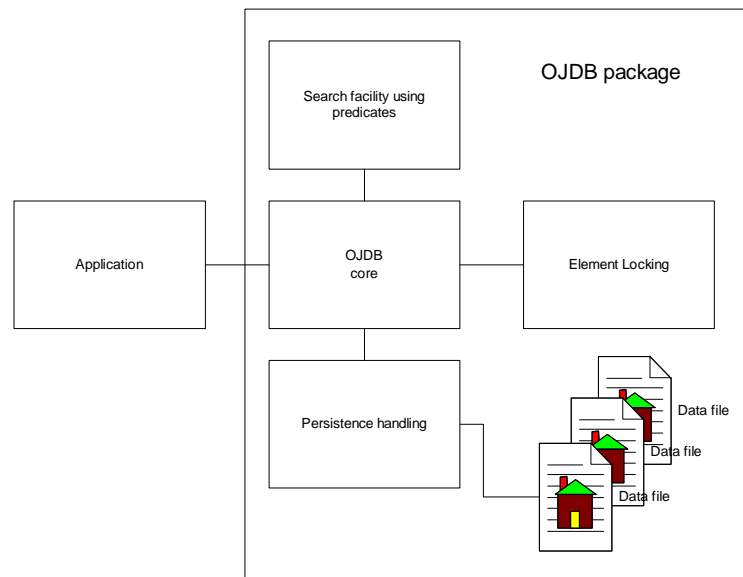 OJDB package
Search facility using
predicates
Application
OJDB
core
Element Locking
Persistence handling
Data file
Data file
Data file